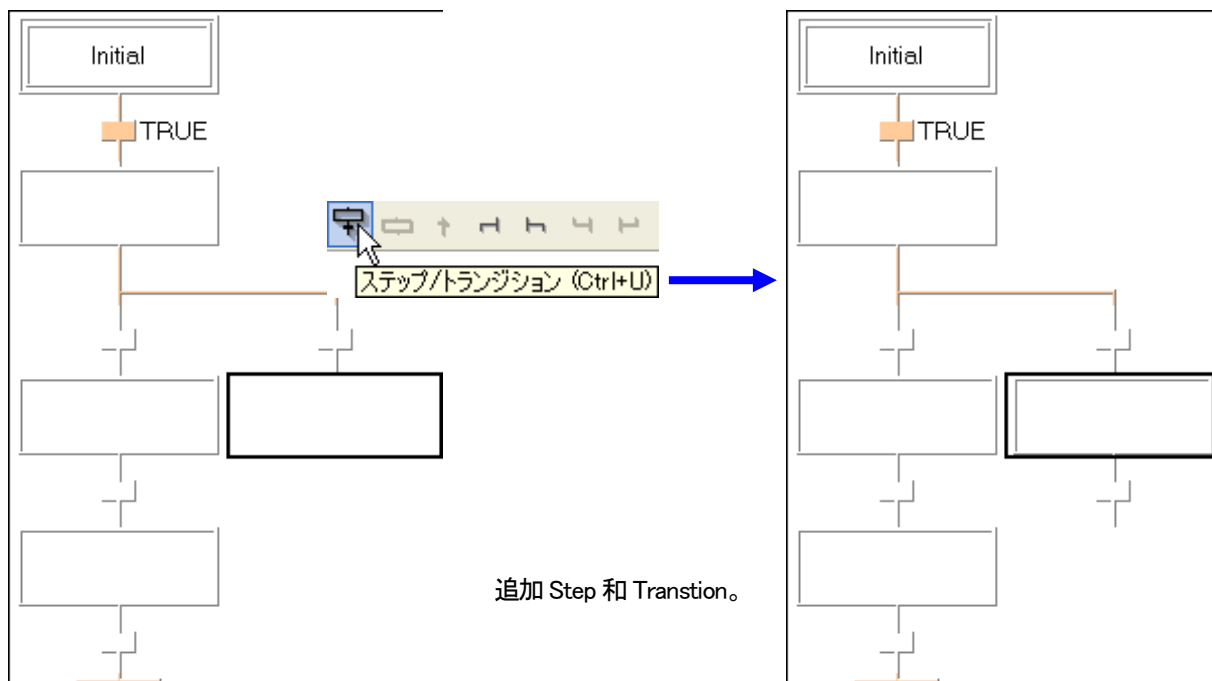 Initial
TRUE
ステップ/トランジション (Ctrl+U)
追加 Step 和 Transtion。
Initial
TRUE